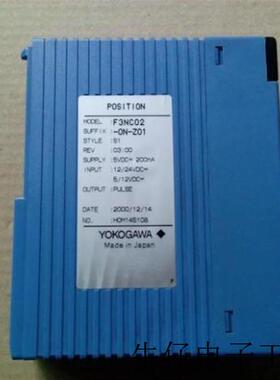 POSITION
MODEL :F3NC02
SUFFIX :-0N-Z01
STYLE :S1
REV :03:00
SUPPLY :5VDC⎓ 200mA
INPUT :12/24VDC⎓
5/12VDC⎓
OUTPUT :PULSE
DATE :2000/12/14
NO. :H0M14S108
YOKOGAWA
Made in Japan